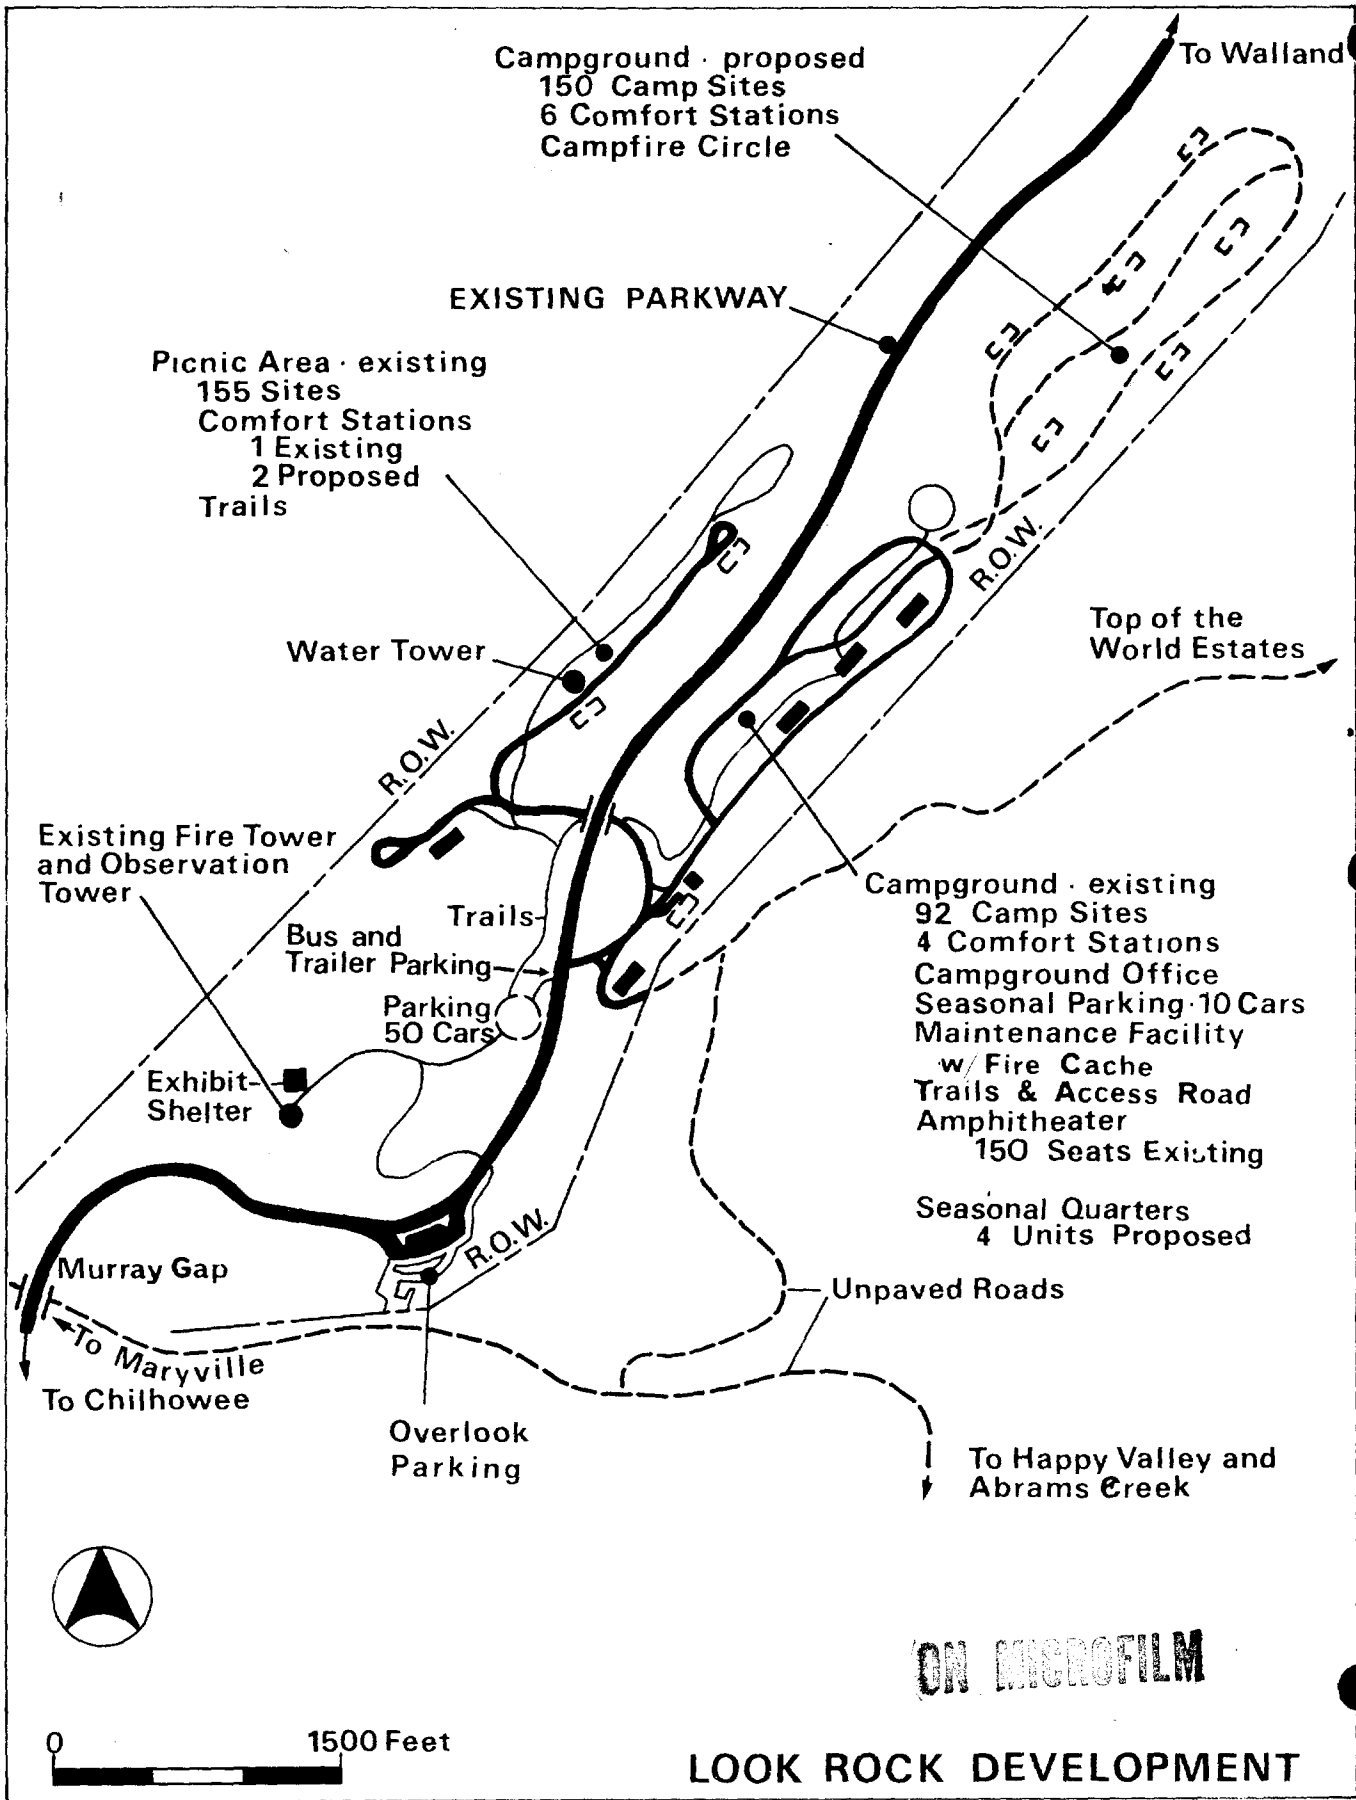 Campground · proposed
150 Camp Sites
6 Comfort Stations
Campfire Circle
To Walland
EXISTING PARKWAY
Picnic Area · existing
155 Sites
Comfort Stations
1 Existing
2 Proposed
Trails
R.O.W.
Top of the
World Estates
Water Tower
R.O.W.
Existing Fire Tower
and Observation
Tower
Trails
Bus and
Trailer Parking
Parking
50 Cars
Campground · existing
92 Camp Sites
4 Comfort Stations
Campground Office
Seasonal Parking · 10 Cars
Maintenance Facility
w/ Fire Cache
Trails & Access Road
Amphitheater
150 Seats Existing
Seasonal Quarters
4 Units Proposed
Exhibit
Shelter
R.O.W.
Murray Gap
Unpaved Roads
To Maryville
To Chilhowee
Overlook
Parking
To Happy Valley and
Abrams Creek
ON MICROFILM
0 1500 Feet
LOOK ROCK DEVELOPMENT